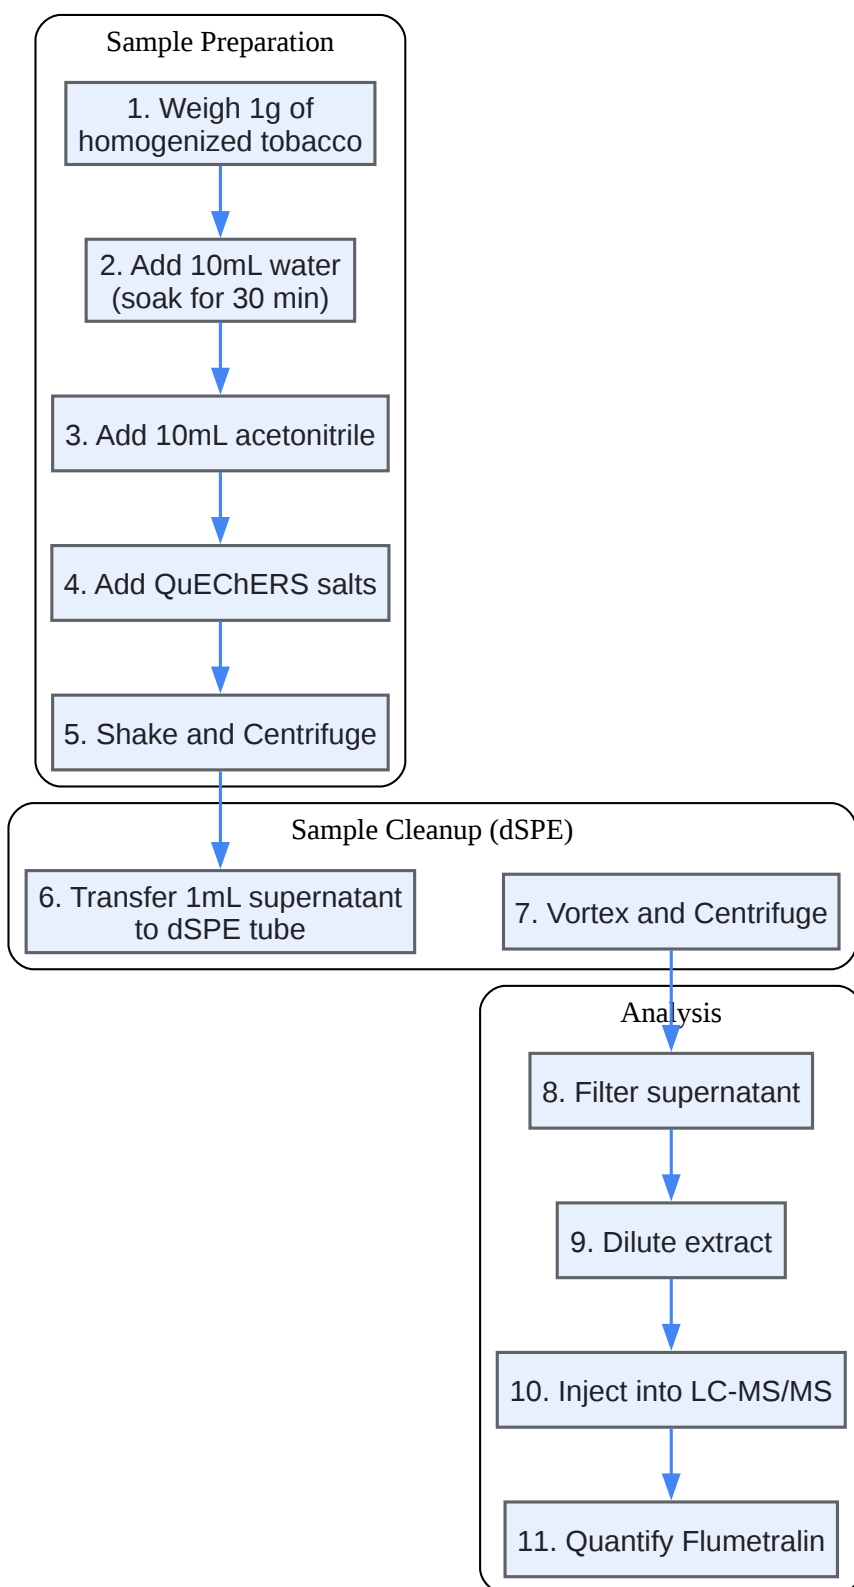 Sample Preparation
1. Weigh 1g of
homogenized tobacco
2. Add 10mL water
(soak for 30 min)
3. Add 10mL acetonitrile
4. Add QuEChERS salts
5. Shake and Centrifuge
Sample Cleanup (dSPE)
6. Transfer 1mL supernatant
to dSPE tube
7. Vortex and Centrifuge
Analysis
8. Filter supernatant
9. Dilute extract
10. Inject into LC-MS/MS
11. Quantify Flumetralin